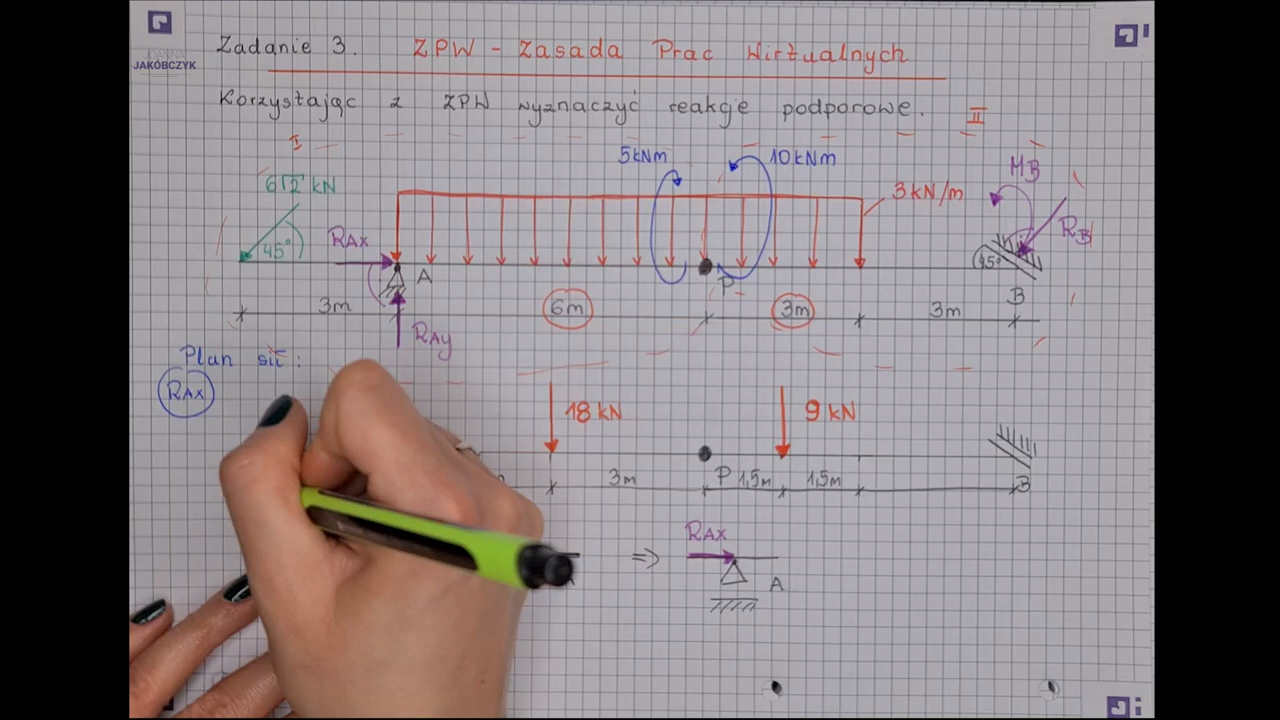 Zadanie 3. ZPW - Zasada Prac Wirtualnych
JAKÓBCZYK
Korzystając z ZPW wyznaczyć reakcje podporowe.
I II
5kNm 10kNm MB
6√2 kN 3kN/m
45° RAX RB
A P 45° B
3m 6m 3m 3m
RAy
Plan sił:
RAX
18 kN 9 kN
3m P 1,5m 1,5m B
RAX
⇒ A